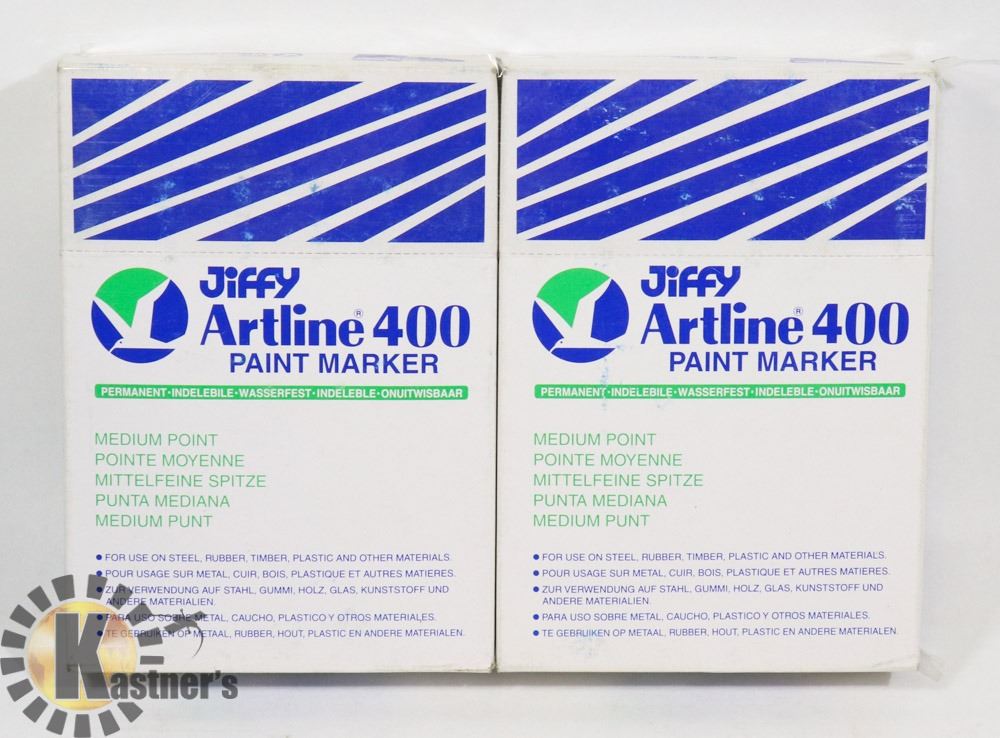 Jiffy
Artline® 400
PAINT MARKER
PERMANENT·INDELEBILE·WASSERFEST·INDELEBLE·ONUITWISBAAR
MEDIUM POINT
POINTE MOYENNE
MITTELFEINE SPITZE
PUNTA MEDIANA
MEDIUM PUNT
● FOR USE ON STEEL, RUBBER, TIMBER, PLASTIC AND OTHER MATERIALS.
● POUR USAGE SUR METAL, CUIR, BOIS, PLASTIQUE ET AUTRES MATIERES.
● ZUR VERWENDUNG AUF STAHL, GUMMI, HOLZ, GLAS, KUNSTSTOFF UND
ANDERE MATERIALIEN.
● PARA USO SOBRE METAL, CAUCHO, PLASTICO Y OTROS MATERIALES.
● TE GEBRUIKEN OP METAAL, RUBBER, HOUT, PLASTIC EN ANDERE MATERIALEN.
Jiffy
Artline® 400
PAINT MARKER
PERMANENT·INDELEBILE·WASSERFEST·INDELEBLE·ONUITWISBAAR
MEDIUM POINT
POINTE MOYENNE
MITTELFEINE SPITZE
PUNTA MEDIANA
MEDIUM PUNT
● FOR USE ON STEEL, RUBBER, TIMBER, PLASTIC AND OTHER MATERIALS.
● POUR USAGE SUR METAL, CUIR, BOIS, PLASTIQUE ET AUTRES MATIERES.
● ZUR VERWENDUNG AUF STAHL, GUMMI, HOLZ, GLAS, KUNSTSTOFF UND
ANDERE MATERIALIEN.
● PARA USO SOBRE METAL, CAUCHO, PLASTICO Y OTROS MATERIALES.
● TE GEBRUIKEN OP METAAL, RUBBER, HOUT, PLASTIC EN ANDERE MATERIALEN.
Kastner's